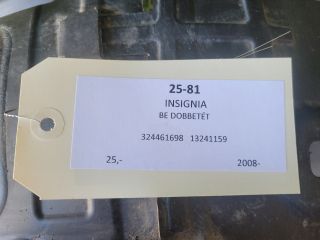 25-81
INSIGNIA
BE DOBBETÉT
324461698 13241159
25,- 2008-